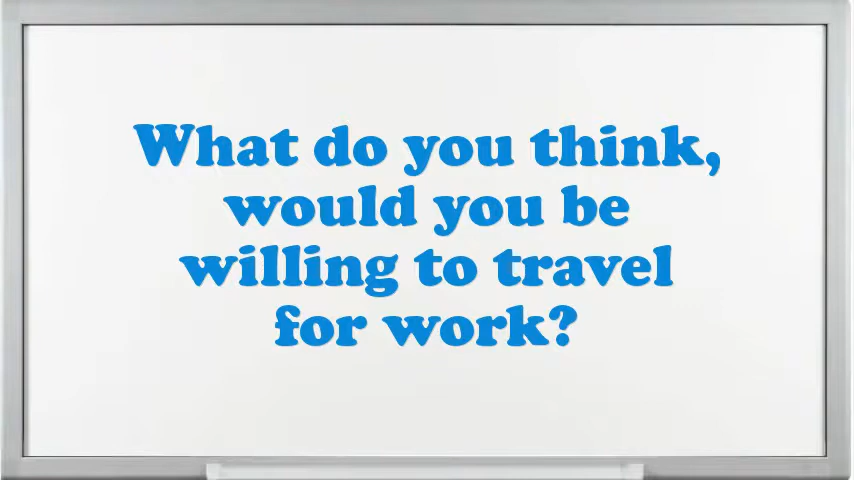 What do you think,
would you be
willing to travel
for work?